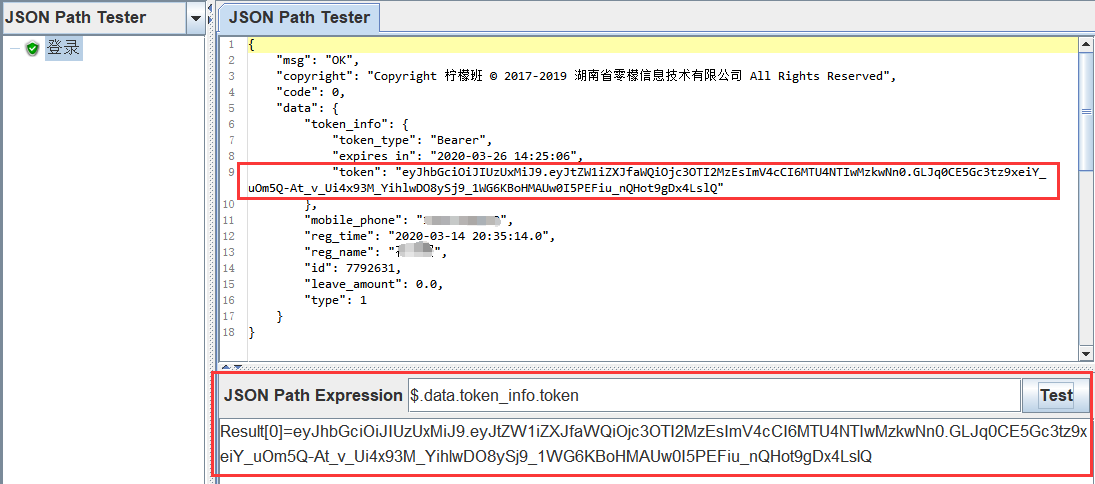 JSON Path Tester
登录
JSON Path Tester
1 {
2 "msg": "OK",
3 "copyright": "Copyright 柠檬班 © 2017-2019 湖南省零檬信息技术有限公司 All Rights Reserved",
4 "code": 0,
5 "data": {
6 "token_info": {
7 "token_type": "Bearer",
8 "expires in": "2020-03-26 14:25:06",
9 "token": "eyJhbGciOiJIUzUxMiJ9.eyJtZW1iZXJfaWQiOjc3OTI2MzEsImV4cCI6MTU4NTIwMzkwNn0.GLJq0CE5Gc3tz9xeiY_
uOm5Q-At_v_Ui4x93M_YihlwDO8ySj9_1WG6KBoHMAUw0I5PEFiu_nQHot9gDx4LslQ"
10 },
11 "mobile_phone": "",
12 "reg_time": "2020-03-14 20:35:14.0",
13 "reg_name": "",
14 "id": 7792631,
15 "leave_amount": 0.0,
16 "type": 1
17 }
18 }
JSON Path Expression $.data.token_info.token Test
Result[0]=eyJhbGciOiJIUzUxMiJ9.eyJtZW1iZXJfaWQiOjc3OTI2MzEsImV4cCI6MTU4NTIwMzkwNn0.GLJq0CE5Gc3tz9x
eiY_uOm5Q-At_v_Ui4x93M_YihlwDO8ySj9_1WG6KBoHMAUw0I5PEFiu_nQHot9gDx4LslQ